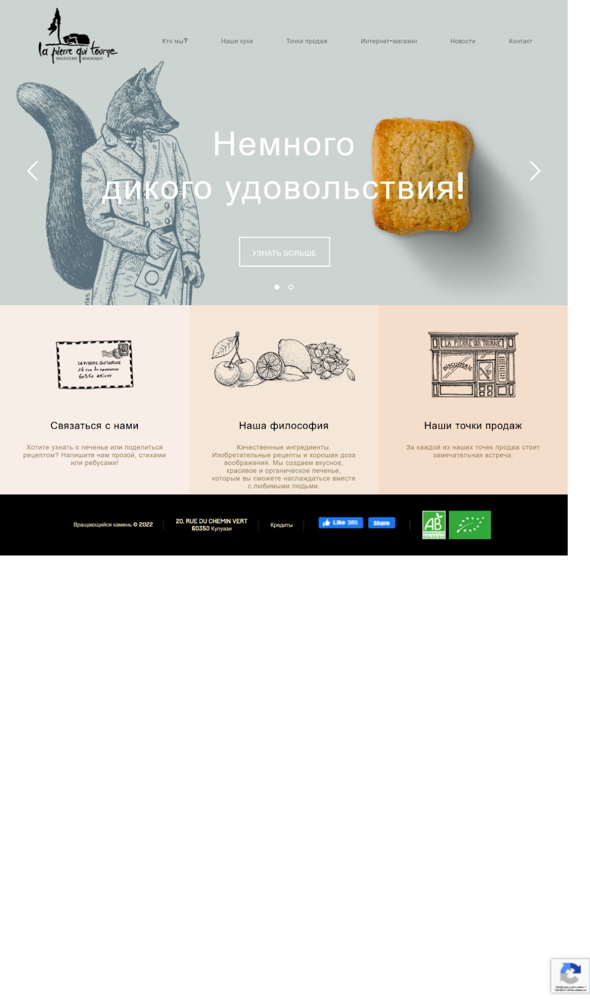 la pierre qui tourne
BISCUITERIE BIOLOGIQUE
Кто мы?
Наши куки
Точки продаж
Интернет-магазин
Новости
Контакт
Немного
дикого удовольствия!
УЗНАТЬ БОЛЬШЕ
LA PIERRE QUI TOURNE
60350 ATTICHY
LA PIERRE QUI TOURNE
BISCUITERIE
Связаться с нами
Хотите узнать о печенье или поделиться
рецептом? Напишите нам прозой, стихами
или ребусами!
Наша философия
Качественные ингредиенты.
Изобретательные рецепты и хорошая доза
воображения. Мы создаем вкусное,
красивое и органическое печенье,
которым вы сможете наслаждаться вместе
с любимыми людьми.
Наши точки продаж
За каждой из наших точек продаж стоит
замечательная встреча.
Вращающийся камень © 2022
20, RUE DU CHEMIN VERT
60350 Кулуази
Кредиты
Like 385
Share
AB
AGRICULTURE
BIOLOGIQUE